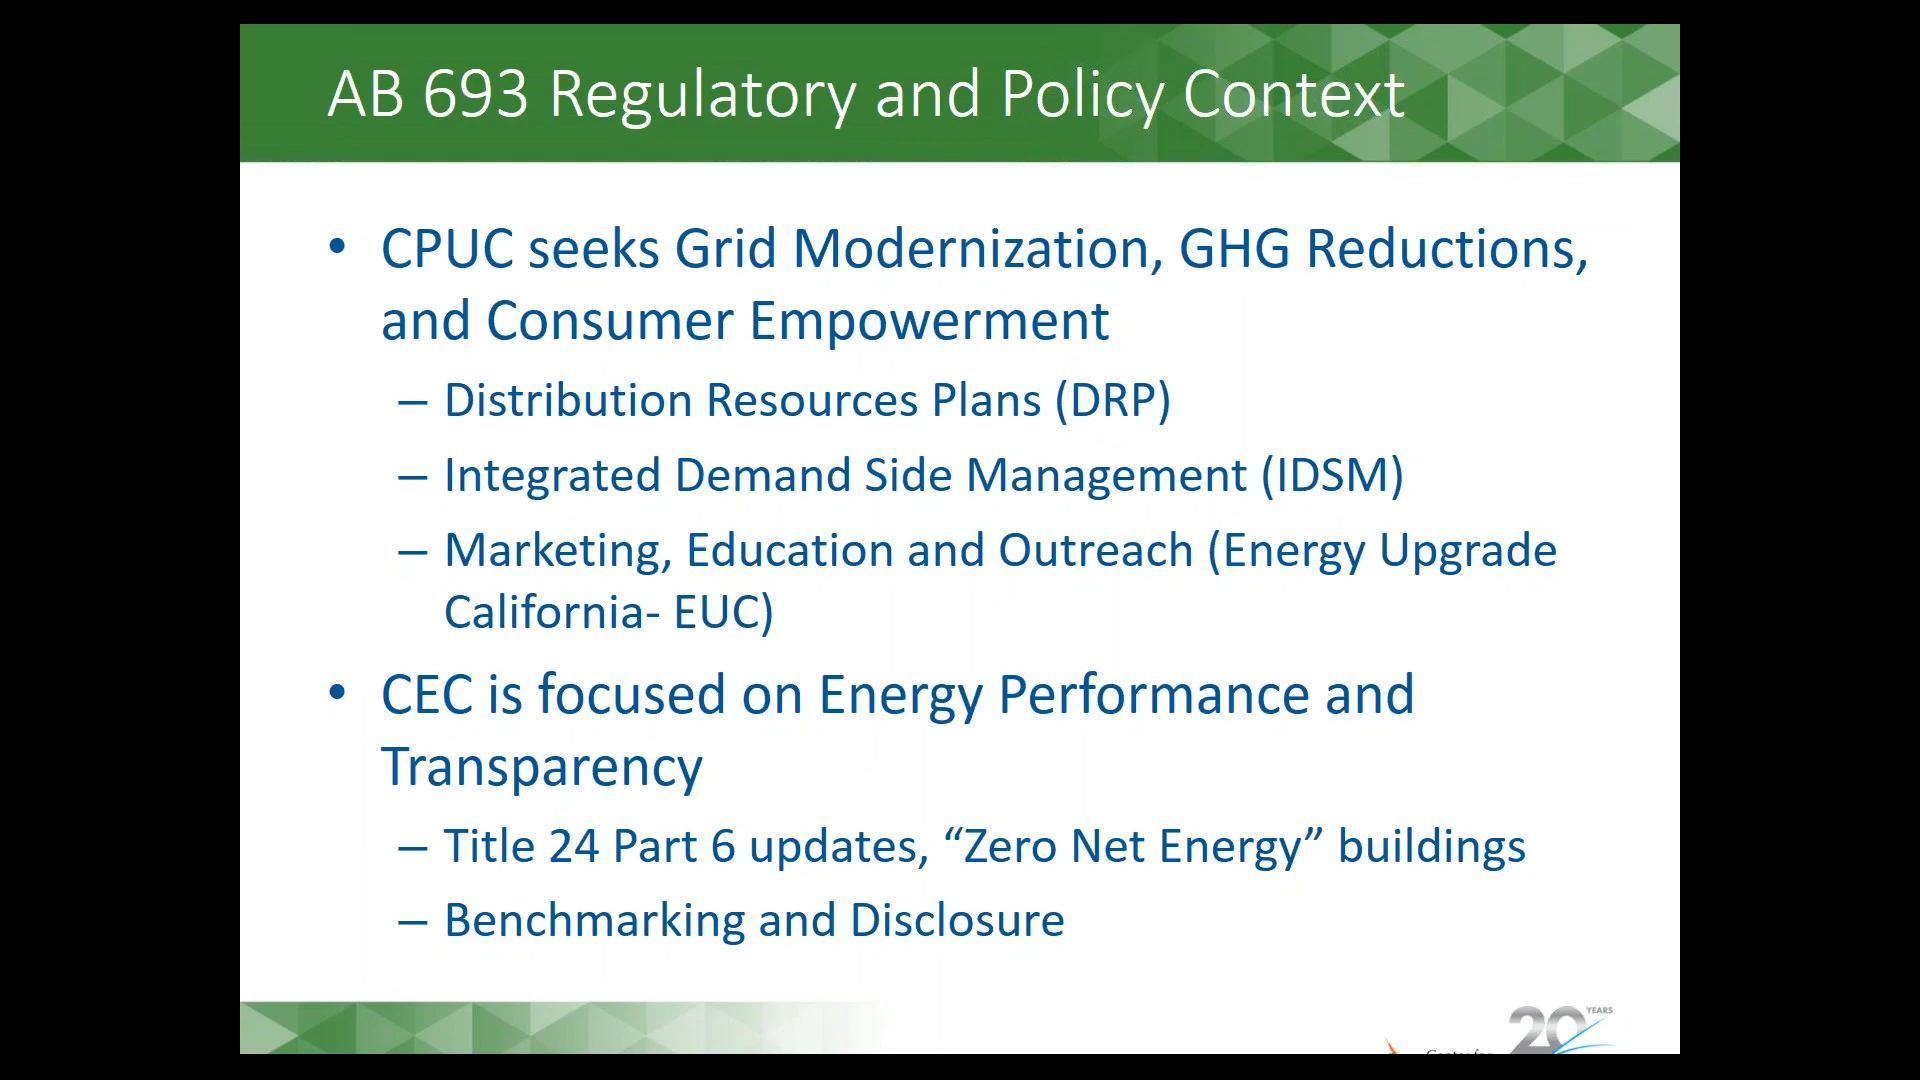 AB 693 Regulatory and Policy Context
• CPUC seeks Grid Modernization, GHG Reductions,
and Consumer Empowerment
– Distribution Resources Plans (DRP)
– Integrated Demand Side Management (IDSM)
– Marketing, Education and Outreach (Energy Upgrade
California- EUC)
• CEC is focused on Energy Performance and
Transparency
– Title 24 Part 6 updates, “Zero Net Energy” buildings
– Benchmarking and Disclosure
20 YEARS
Center for